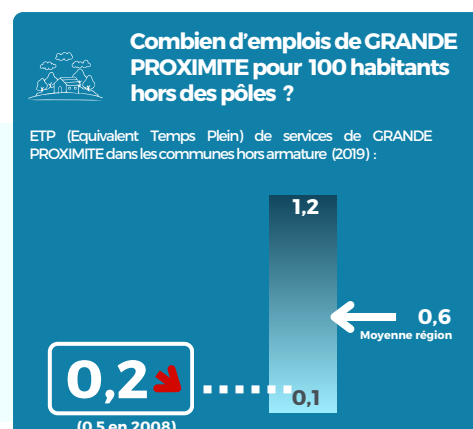 Combien d’emplois de GRANDE
PROXIMITE pour 100 habitants
hors des pôles ?
ETP (Equivalent Temps Plein) de services de GRANDE
PROXIMITE dans les communes hors armature (2019) :
1,2
0,6
Moyenne région
0,2
0,1
(0,5 en 2008)